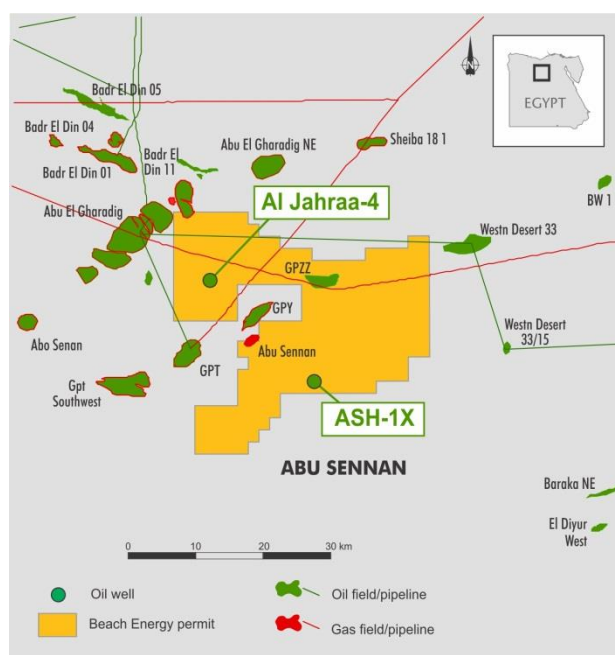 Badr El Din 05
Badr El Din 04
Badr El Din 01
Badr El
Din 11
Abu El Gharadig NE
Sheiba 18 1
N
EGYPT
BW 1
Abu El Gharadig
Al Jahraa-4
Westn Desert 33
GPZZ
GPY
Abo Senan
Abu Sennan
GPT
Westn Desert
33/15
Gpt
Southwest
ASH-1X
ABU SENNAN
Baraka NE
El Diyur
West
0 10 20 30 km
Oil well
Oil field/pipeline
Beach Energy permit
Gas field/pipeline